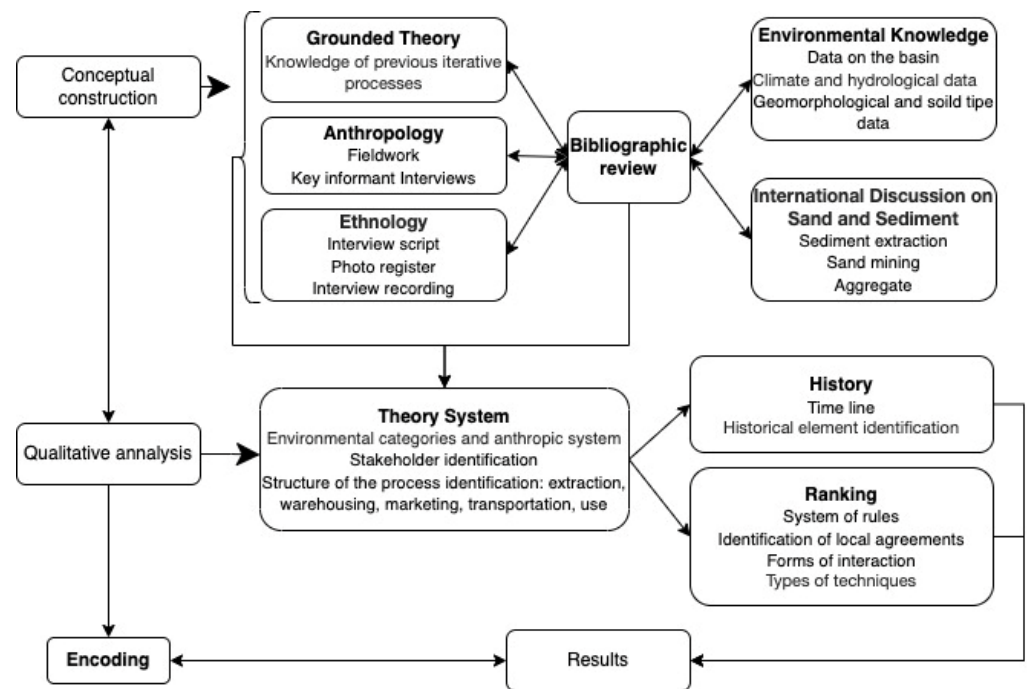 Conceptual
construction
Grounded Theory
Knowledge of previous iterative
processes
Anthropology
Fieldwork
Key informant Interviews
Ethnology
Interview script
Photo register
Interview recording
Bibliographic
review
Environmental Knowledge
Data on the basin
Climate and hydrological data
Geomorphological and soild tipe
data
International Discussion on
Sand and Sediment
Sediment extraction
Sand mining
Aggregate
Qualitative annalysis
Theory System
Environmental categories and anthropic system
Stakeholder identification
Structure of the process identification: extraction,
warehousing, marketing, transportation, use
History
Time line
Historical element identification
Ranking
System of rules
Identification of local agreements
Forms of interaction
Types of techniques
Encoding
Results